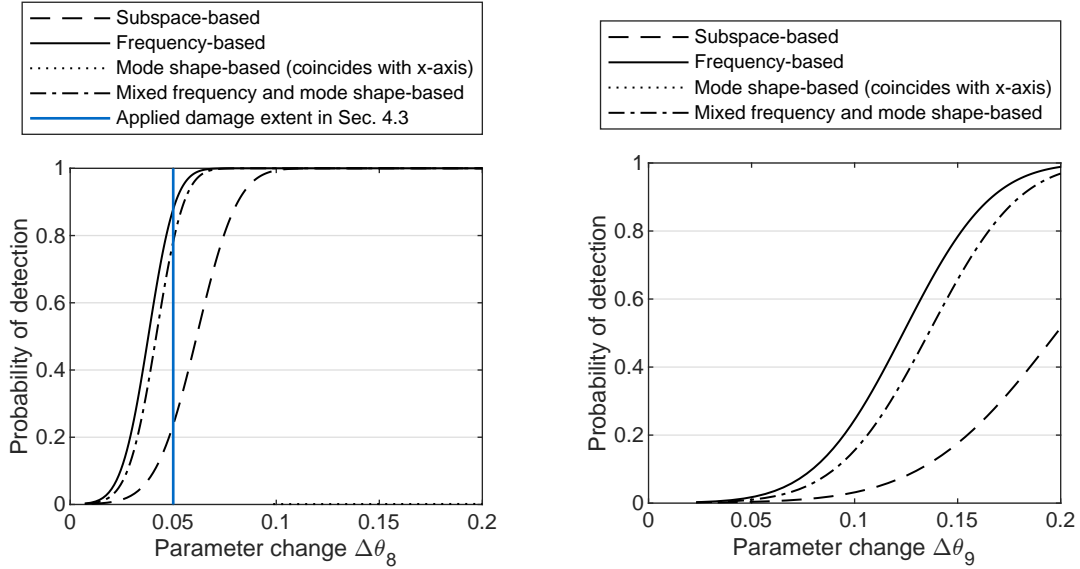 Subspace-based
Frequency-based
Mode shape-based (coincides with x-axis)
Mixed frequency and mode shape-based
Applied damage extent in Sec. 4.3
1
0.8
0.6
0.4
0.2
0
Probability of detection
0 0.05 0.1 0.15 0.2
Parameter change Δθ8
Subspace-based
Frequency-based
Mode shape-based (coincides with x-axis)
Mixed frequency and mode shape-based
1
0.8
0.6
0.4
0.2
0
Probability of detection
0 0.05 0.1 0.15 0.2
Parameter change Δθ9